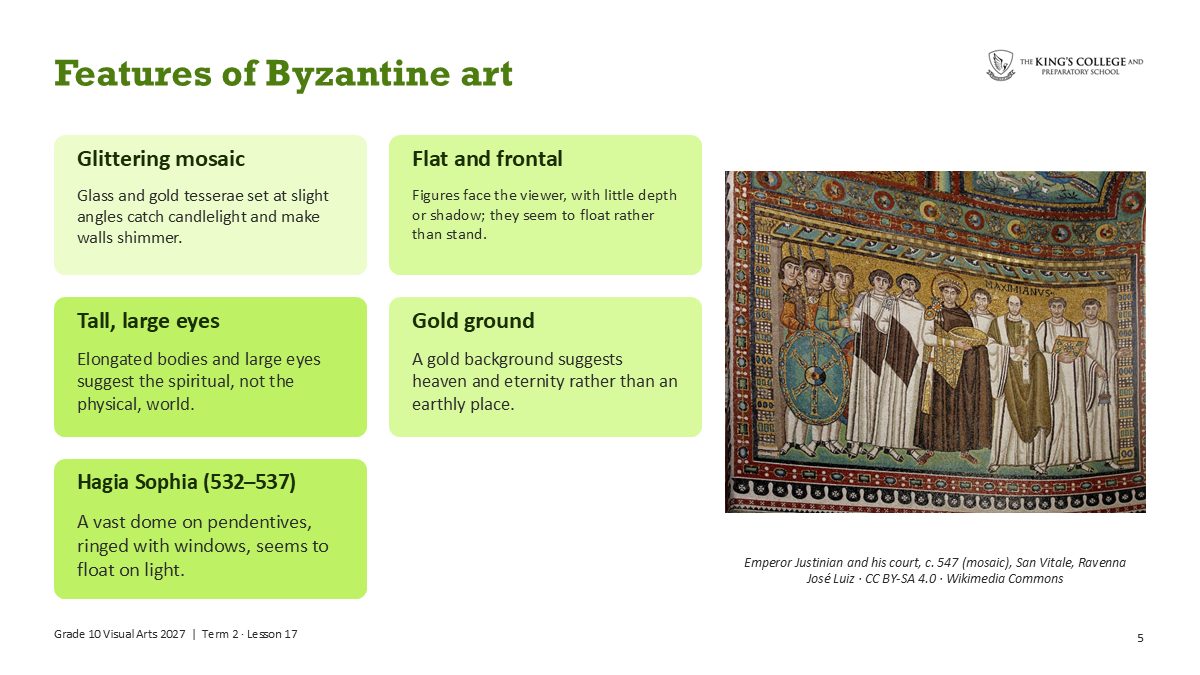 Features of Byzantine art
THE KING'S COLLEGE AND
PREPARATORY SCHOOL
Glittering mosaic
Glass and gold tesserae set at slight
angles catch candlelight and make
walls shimmer.
Flat and frontal
Figures face the viewer, with little depth
or shadow; they seem to float rather
than stand.
Tall, large eyes
Elongated bodies and large eyes
suggest the spiritual, not the
physical, world.
Gold ground
A gold background suggests
heaven and eternity rather than an
earthly place.
Hagia Sophia (532–537)
A vast dome on pendentives,
ringed with windows, seems to
float on light.
MAXIMIANVS
Emperor Justinian and his court, c. 547 (mosaic), San Vitale, Ravenna
José Luiz · CC BY-SA 4.0 · Wikimedia Commons
Grade 10 Visual Arts 2027 | Term 2 · Lesson 17
5